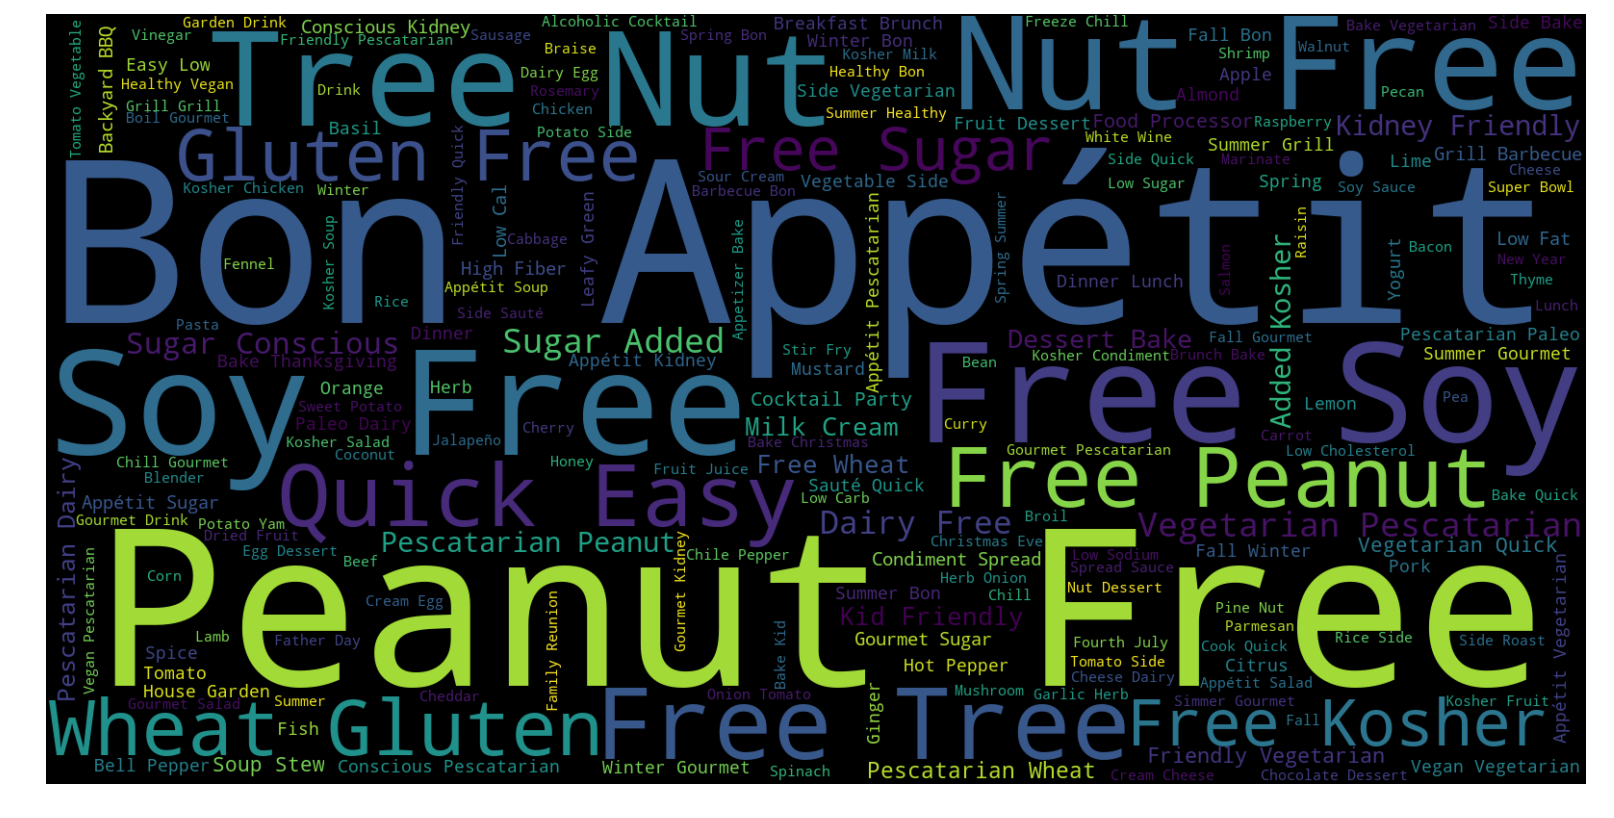 Tomato Vegetable
Vinegar
Garden Drink
Conscious Kidney
Sausage
Alcoholic Cocktail
Spring Bon
Breakfast Brunch
Winter Bon
Freeze Chill
Bake Vegetarian
Side Bake
Backyard BBQ
Friendly Pescatarian
Braise
Kosher Milk
Fall Bon
Shrimp
Walnut
Easy Low
Healthy Vegan
Grill Grill
Boil Gourmet
Tree Nut
Nut Free
Drink
Dairy Egg
Rosemary
Chicken
Healthy Bon
Side Vegetarian
Summer Healthy
Apple
Almond
Pecan
Basil
Potato Side
Fruit Dessert
Food Processor
Raspberry
Kidney Friendly
Gluten Free
Free Sugar
White Wine
Summer Grill
Side Quick
Marinate
Lime
Grill Barbecue
Cheese
Kosher Chicken
Winter
Friendly Quick
Low Cal
Sour Cream
Barbecue Bon
Vegetable Side
Low Sugar
Spring
Soy Sauce
Super Bowl
Bon Appétit
Kosher Soup
Cabbage
Leafy Green
Appétit Pescatarian
Spring Summer
Raisin
Yogurt
Bacon
Low Fat
New Year
Fennel
High Fiber
Appétit Soup
Rice
Side Sauté
Appetizer Bake
Dinner Lunch
Salmon
Added Kosher
Thyme
Lunch
Pasta
Sugar Conscious
Dinner
Sugar Added
Dessert Bake
Fall Gourmet
Pescatarian Paleo
Bake Thanksgiving
Appétit Kidney
Stir Fry
Mustard
Bean
Kosher Condiment
Brunch Bake
Summer Gourmet
Soy Free
Free Soy
Orange
Herb
Sweet Potato
Paleo Dairy
Cocktail Party
Lemon
Pea
Kosher Salad
Coconut
Jalapeño
Cherry
Milk Cream
Bake Christmas
Curry
Carrot
Chill Gourmet
Blender
Honey
Fruit Juice
Free Wheat
Gourmet Pescatarian
Low Cholesterol
Pescatarian Dairy
Quick Easy
Sauté Quick
Free Peanut
Appétit Sugar
Low Carb
Bake Quick
Gourmet Drink
Potato Yam
Dried Fruit
Dairy Free
Broil
Vegetarian Pescatarian
Egg Dessert
Beef
Pescatarian Peanut
Chile Pepper
Christmas Eve
Condiment Spread
Low Sodium
Spread Sauce
Fall Winter
Vegetarian Quick
Pork
Peanut Free
Vegan Pescatarian
Corn
Cream Egg
Gourmet Kidney
Herb Onion
Chill
Nut Dessert
Summer Bon
Kid Friendly
Pine Nut
Parmesan
Lamb
Father Day
Family Reunion
Bake Kid
Gourmet Sugar
Fourth July
Cook Quick
Rice Side
Side Roast
Appétit Vegetarian
Spice
Tomato
House Garden
Hot Pepper
Tomato Side
Cheese Dairy
Citrus
Appétit Salad
Gourmet Salad
Summer
Cheddar
Onion Tomato
Ginger
Mushroom
Garlic Herb
Simmer Gourmet
Kosher Fruit
Wheat Gluten
Fish
Free Tree
Free Kosher
Fall
Bell Pepper
Soup Stew
Conscious Pescatarian
Winter Gourmet
Spinach
Pescatarian Wheat
Friendly Vegetarian
Cream Cheese
Chocolate Dessert
Vegan Vegetarian